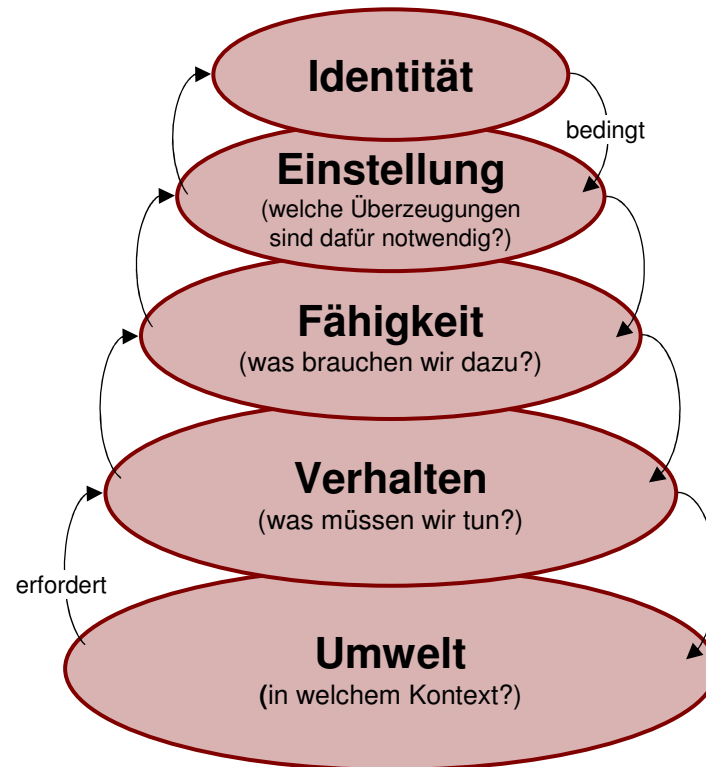 Identität
bedingt
Einstellung
(welche Überzeugungen
sind dafür notwendig?)
Fähigkeit
(was brauchen wir dazu?)
Verhalten
(was müssen wir tun?)
erfordert
Umwelt
(in welchem Kontext?)